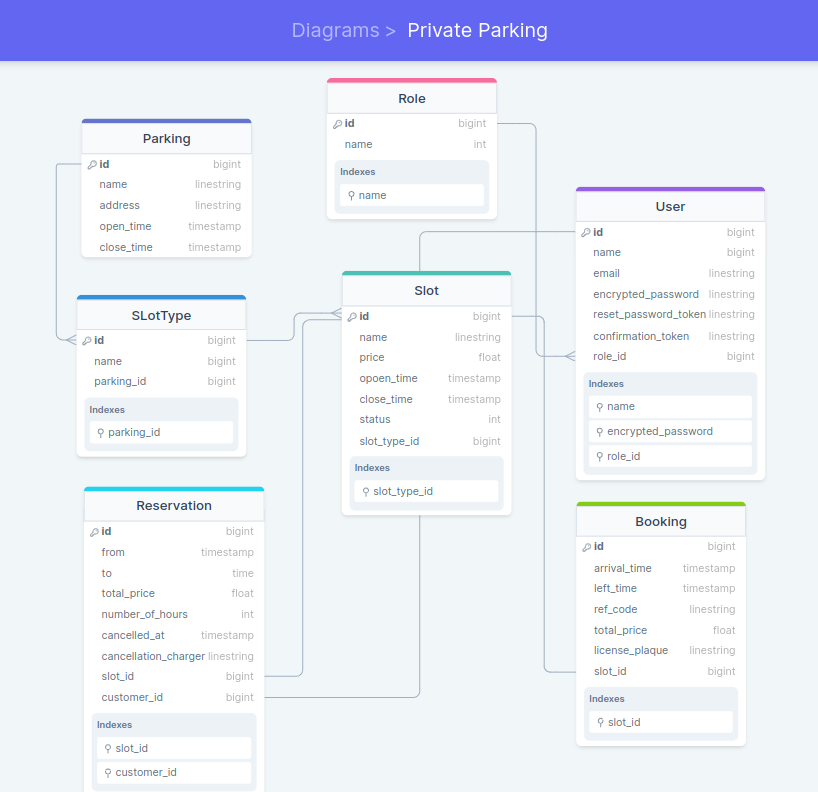 Diagrams > Private Parking
Role
id bigint
name int
Indexes
name
Parking
id bigint
name linestring
address linestring
open_time timestamp
close_time timestamp
User
id bigint
name bigint
email linestring
encrypted_password linestring
reset_password_token linestring
confirmation_token linestring
role_id bigint
Indexes
name
encrypted_password
role_id
Slot
id bigint
name linestring
price float
opoen_time timestamp
close_time timestamp
status int
slot_type_id bigint
Indexes
slot_type_id
SLotType
id bigint
name bigint
parking_id bigint
Indexes
parking_id
Reservation
id bigint
from timestamp
to time
total_price float
number_of_hours int
cancelled_at timestamp
cancellation_charger linestring
slot_id bigint
customer_id bigint
Indexes
slot_id
customer_id
Booking
id bigint
arrival_time timestamp
left_time timestamp
ref_code linestring
total_price float
license_plaque linestring
slot_id bigint
Indexes
slot_id